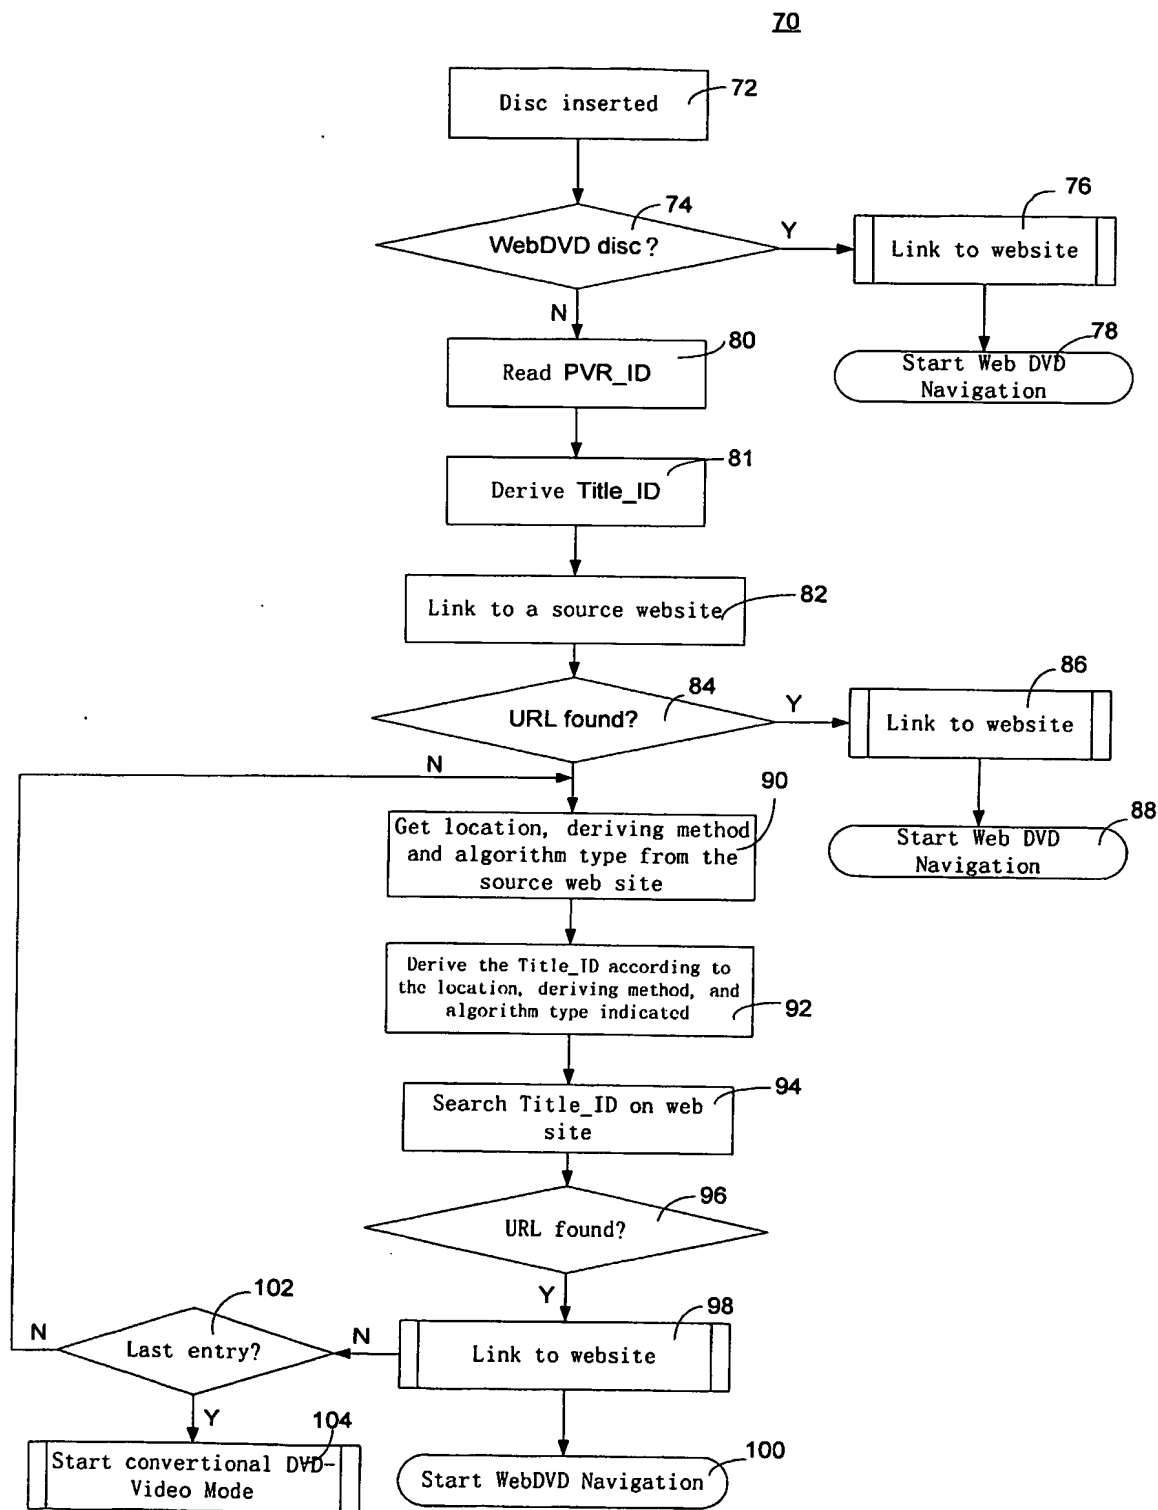 70
Disc inserted
72
WebDVD disc?
74
Y
Link to website
76
N
Start Web DVD
Navigation
78
Read PVR_ID
80
Derive Title_ID
81
Link to a source website
82
URL found?
84
Y
Link to website
86
N
Start Web DVD
Navigation
88
Get location, deriving method
and algorithm type from the
source web site
90
Derive the Title_ID according to
the location, deriving method, and
algorithm type indicated
92
Search Title_ID on web
site
94
URL found?
96
Y
Link to website
98
N
Last entry?
102
N
Y
Start convertional DVD-
Video Mode
104
Start WebDVD Navigation
100